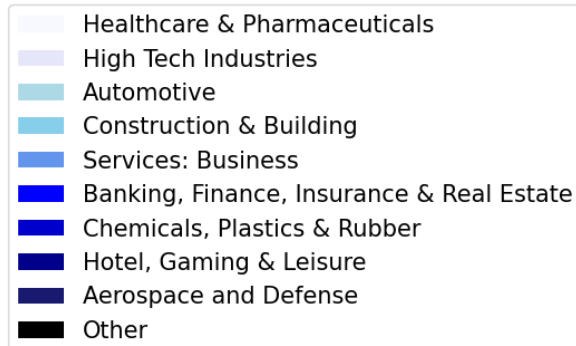 Healthcare & Pharmaceuticals
High Tech Industries
Automotive
Construction & Building
Services: Business
Banking, Finance, Insurance & Real Estate
Chemicals, Plastics & Rubber
Hotel, Gaming & Leisure
Aerospace and Defense
Other